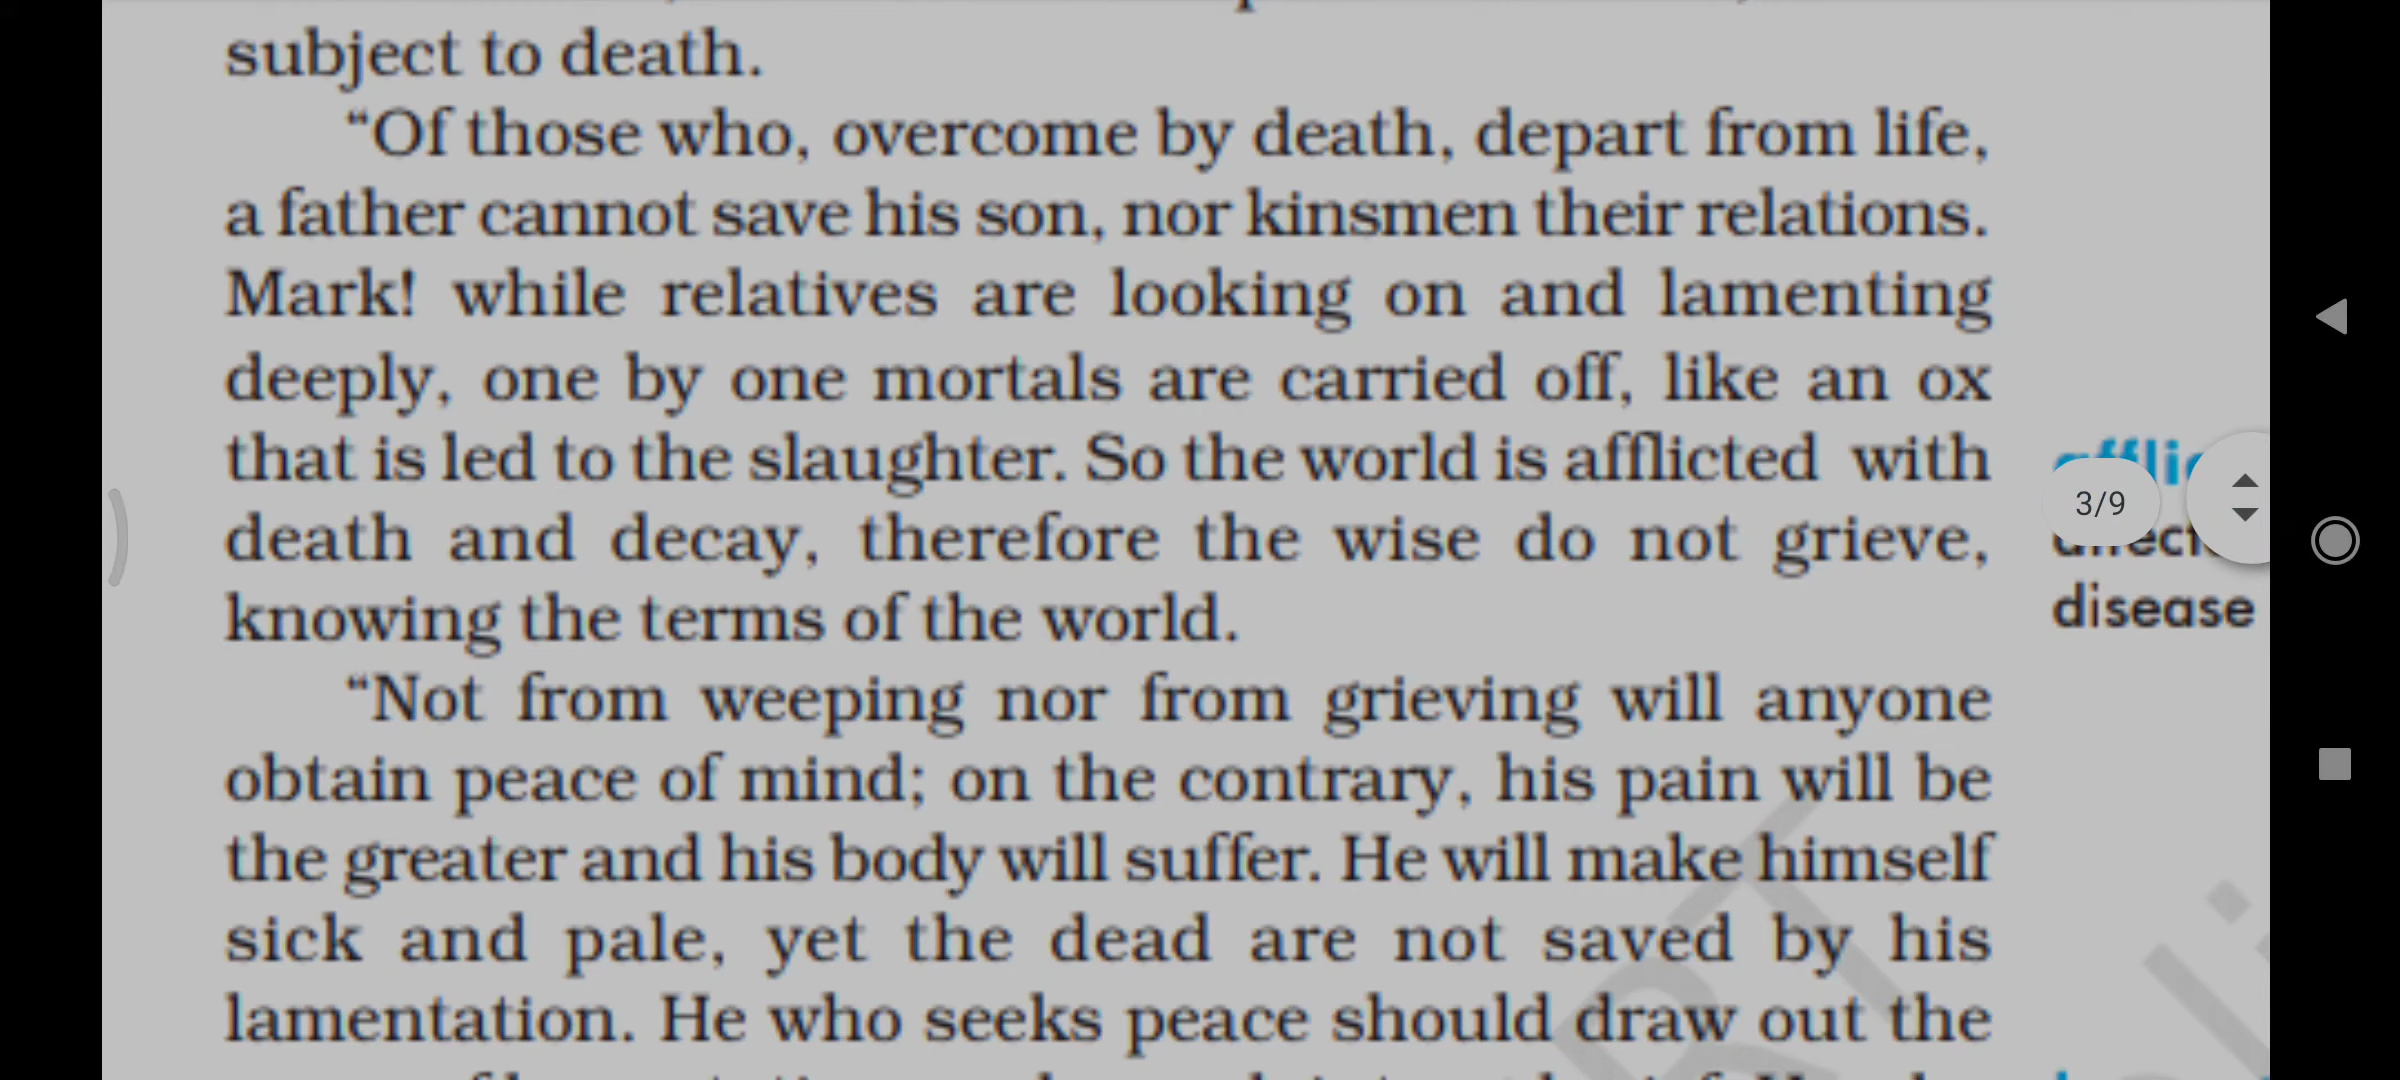 subject to death.
“Of those who, overcome by death, depart from life,
a father cannot save his son, nor kinsmen their relations.
Mark! while relatives are looking on and lamenting
deeply, one by one mortals are carried off, like an ox
that is led to the slaughter. So the world is afflicted with
death and decay, therefore the wise do not grieve,
knowing the terms of the world.
“Not from weeping nor from grieving will anyone
obtain peace of mind; on the contrary, his pain will be
the greater and his body will suffer. He will make himself
sick and pale, yet the dead are not saved by his
lamentation. He who seeks peace should draw out the
3/9
disease